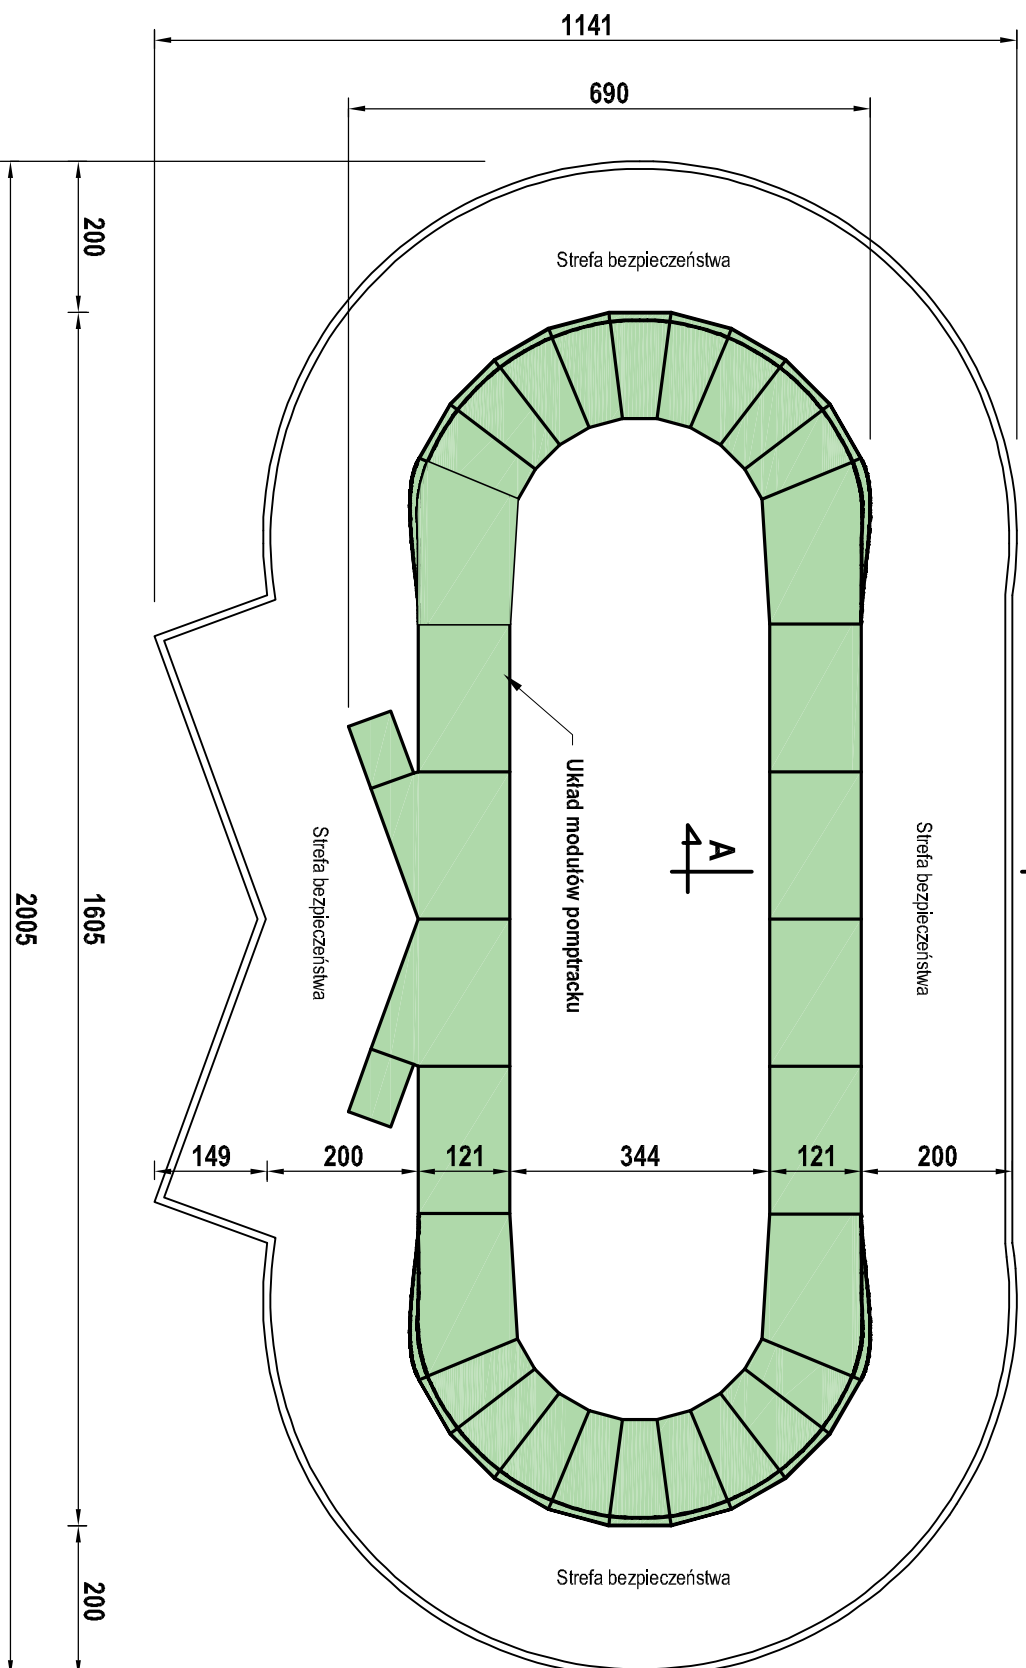 1141
690
200
Strefa bezpieczeństwa
Układ modułów pomptracku
A
Strefa bezpieczeństwa
Strefa bezpieczeństwa
1605
2005
149
200
121
344
121
200
Strefa bezpieczeństwa
200